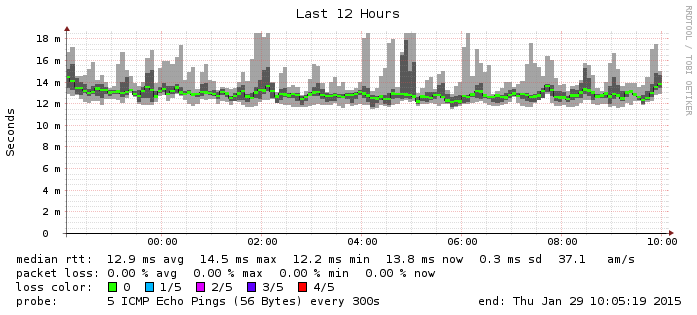 Last 12 Hours
RRDTOOL / TOBI OETIKER
Seconds
18 m
16 m
14 m
12 m
10 m
8 m
6 m
4 m
2 m
0
00:00 02:00 04:00 06:00 08:00 10:00
median rtt: 12.9 ms avg 14.5 ms max 12.2 ms min 13.8 ms now 0.3 ms sd 37.1 am/s
packet loss: 0.00 % avg 0.00 % max 0.00 % min 0.00 % now
loss color: 0 1/5 2/5 3/5 4/5
probe: 5 ICMP Echo Pings (56 Bytes) every 300s end: Thu Jan 29 10:05:19 2015